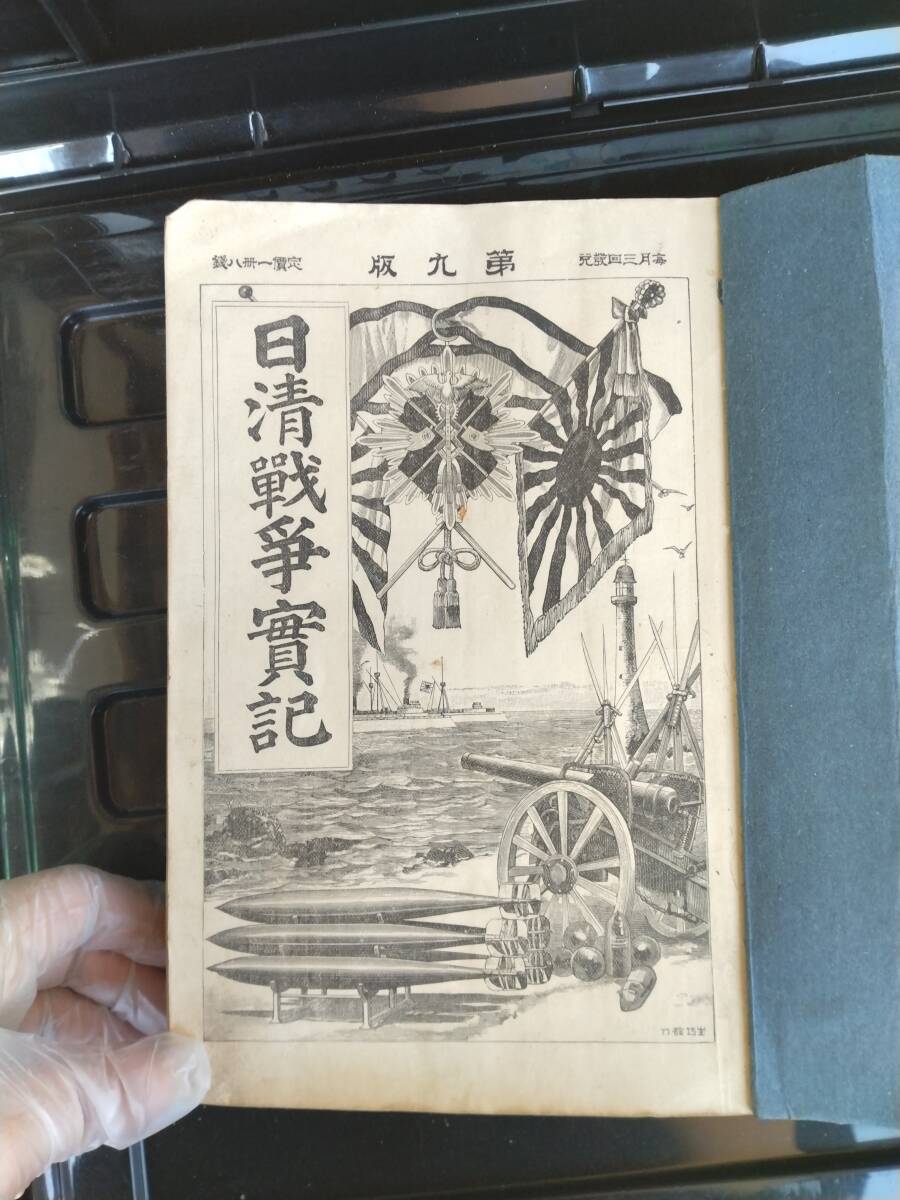 每月三回發兌
第九版
定價一冊八錢
日清戰爭實記